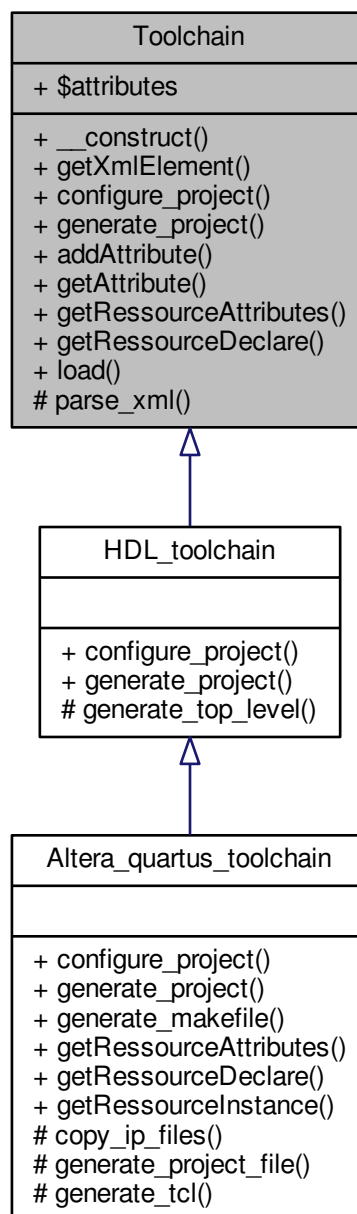 Toolchain
+ $attributes
+ __construct()
+ getXmlElement()
+ configure_project()
+ generate_project()
+ addAttribute()
+ getAttribute()
+ getRessourceAttributes()
+ getRessourceDeclare()
+ load()
# parse_xml()
HDL_toolchain
+ configure_project()
+ generate_project()
# generate_top_level()
Altera_quartus_toolchain
+ configure_project()
+ generate_project()
+ generate_makefile()
+ getRessourceAttributes()
+ getRessourceDeclare()
+ getRessourceInstance()
# copy_ip_files()
# generate_project_file()
# generate_tcl()